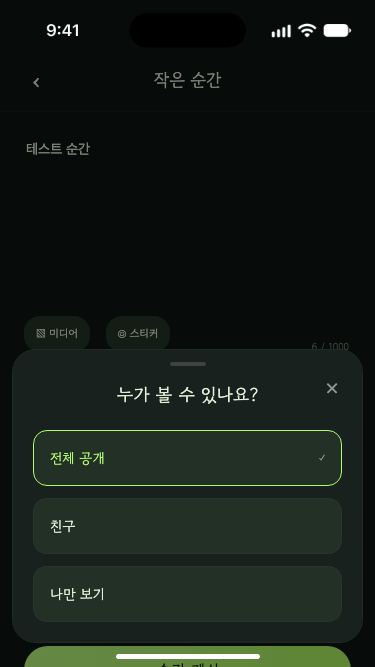 9:41
작은 순간
테스트 순간
미디어
스티커
6 / 1000
누가 볼 수 있나요?
전체 공개
친구
나만 보기